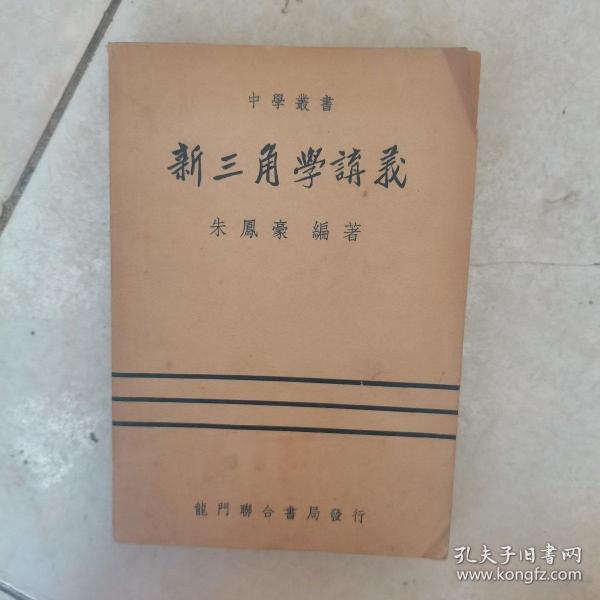 中學叢書
新三角學講義
朱鳳豪 編著
龍門聯合書局發行
孔夫子旧书网
www.kongfz.com